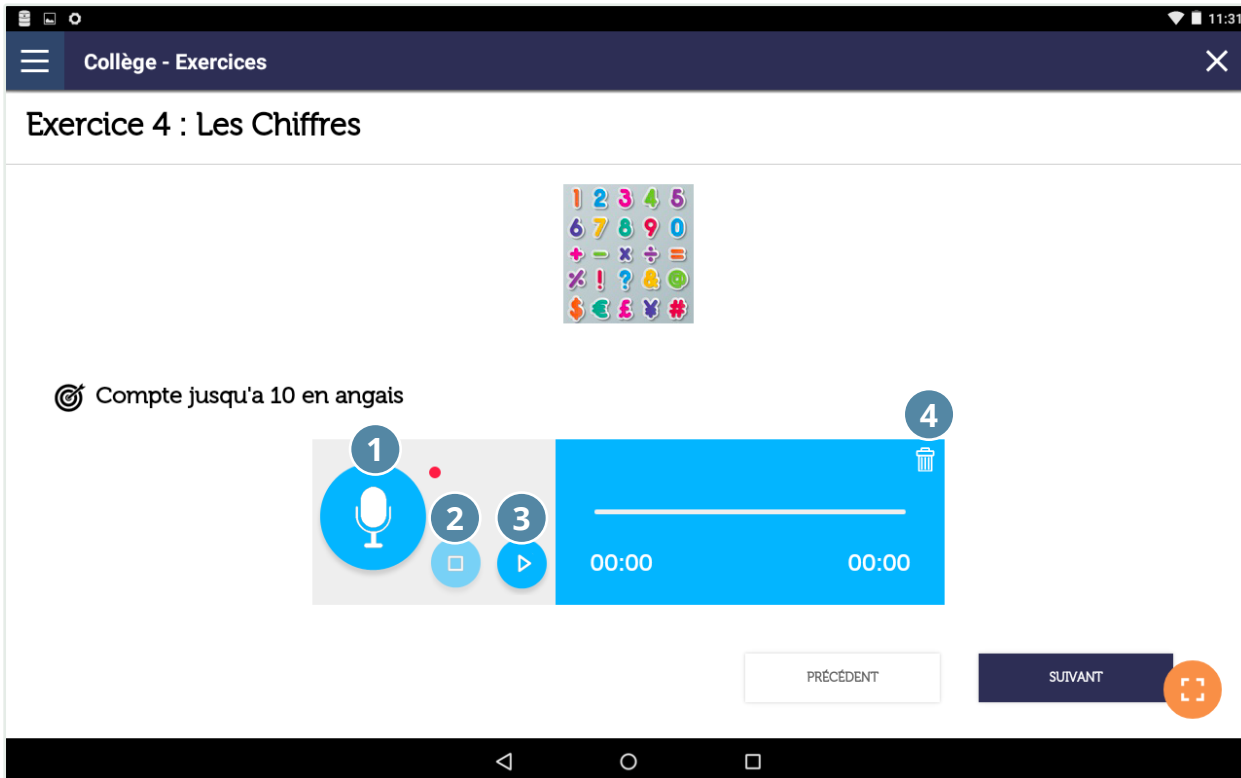 11:31
Collège - Exercices
Exercice 4 : Les Chiffres
1 2 3 4 5
6 7 8 9 0
+ - x ÷ =
% ! ? & @
$ € £ ¥ #
Compte jusqu'a 10 en angais
4
1
2 3
00:00 00:00
PRÉCÉDENT SUIVANT